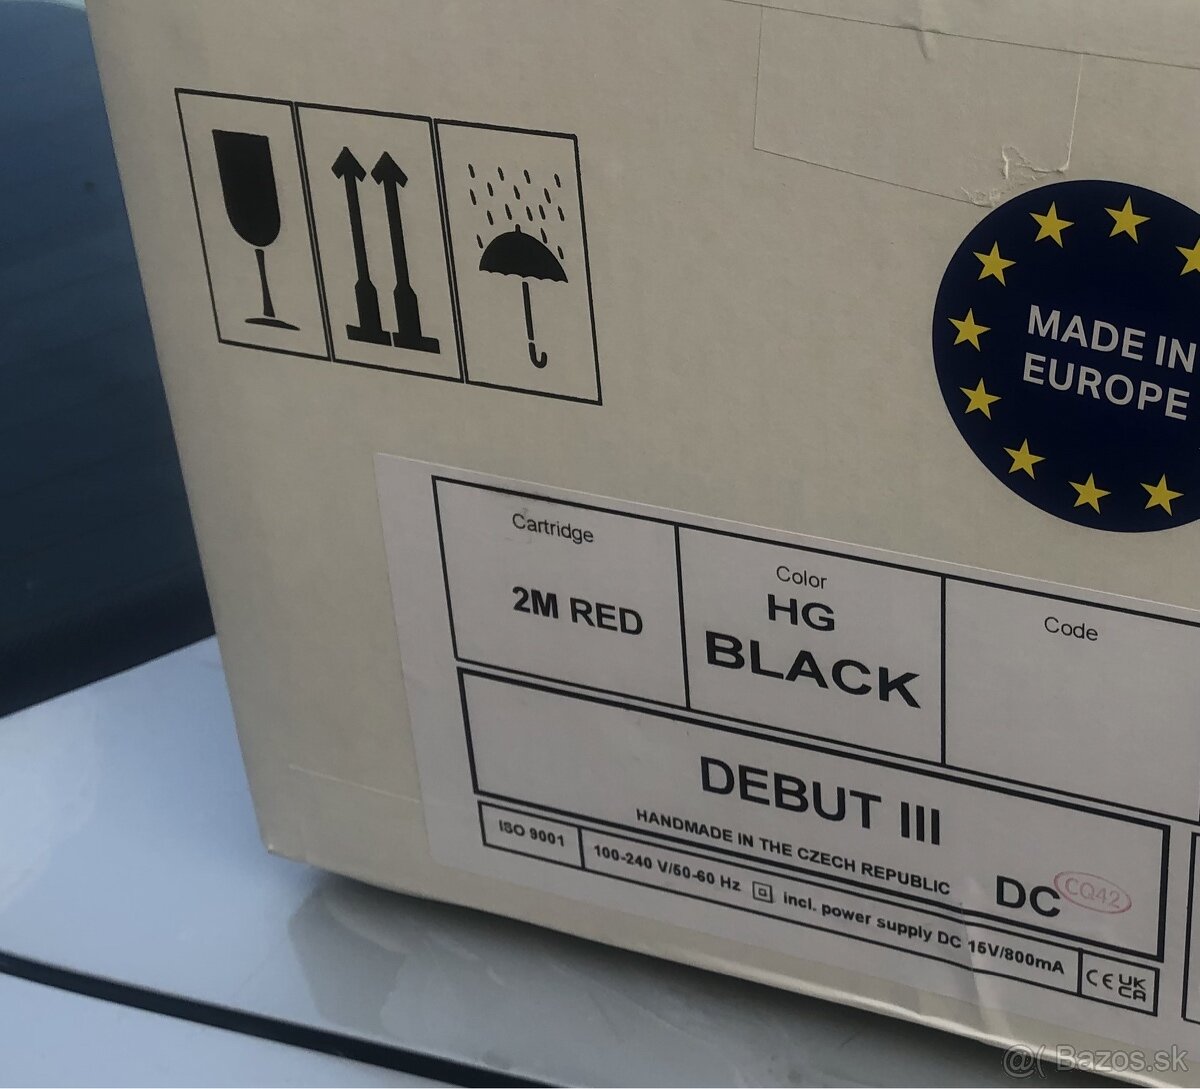 MADE IN
EUROPE
Cartridge
2M RED
Color
HG
BLACK
Code
DEBUT III
HANDMADE IN THE CZECH REPUBLIC
DC
CQ42
ISO 9001
100-240 V/50-60 Hz incl. power supply DC 15V/800mA
CE UK
CA
@( Bazos.sk